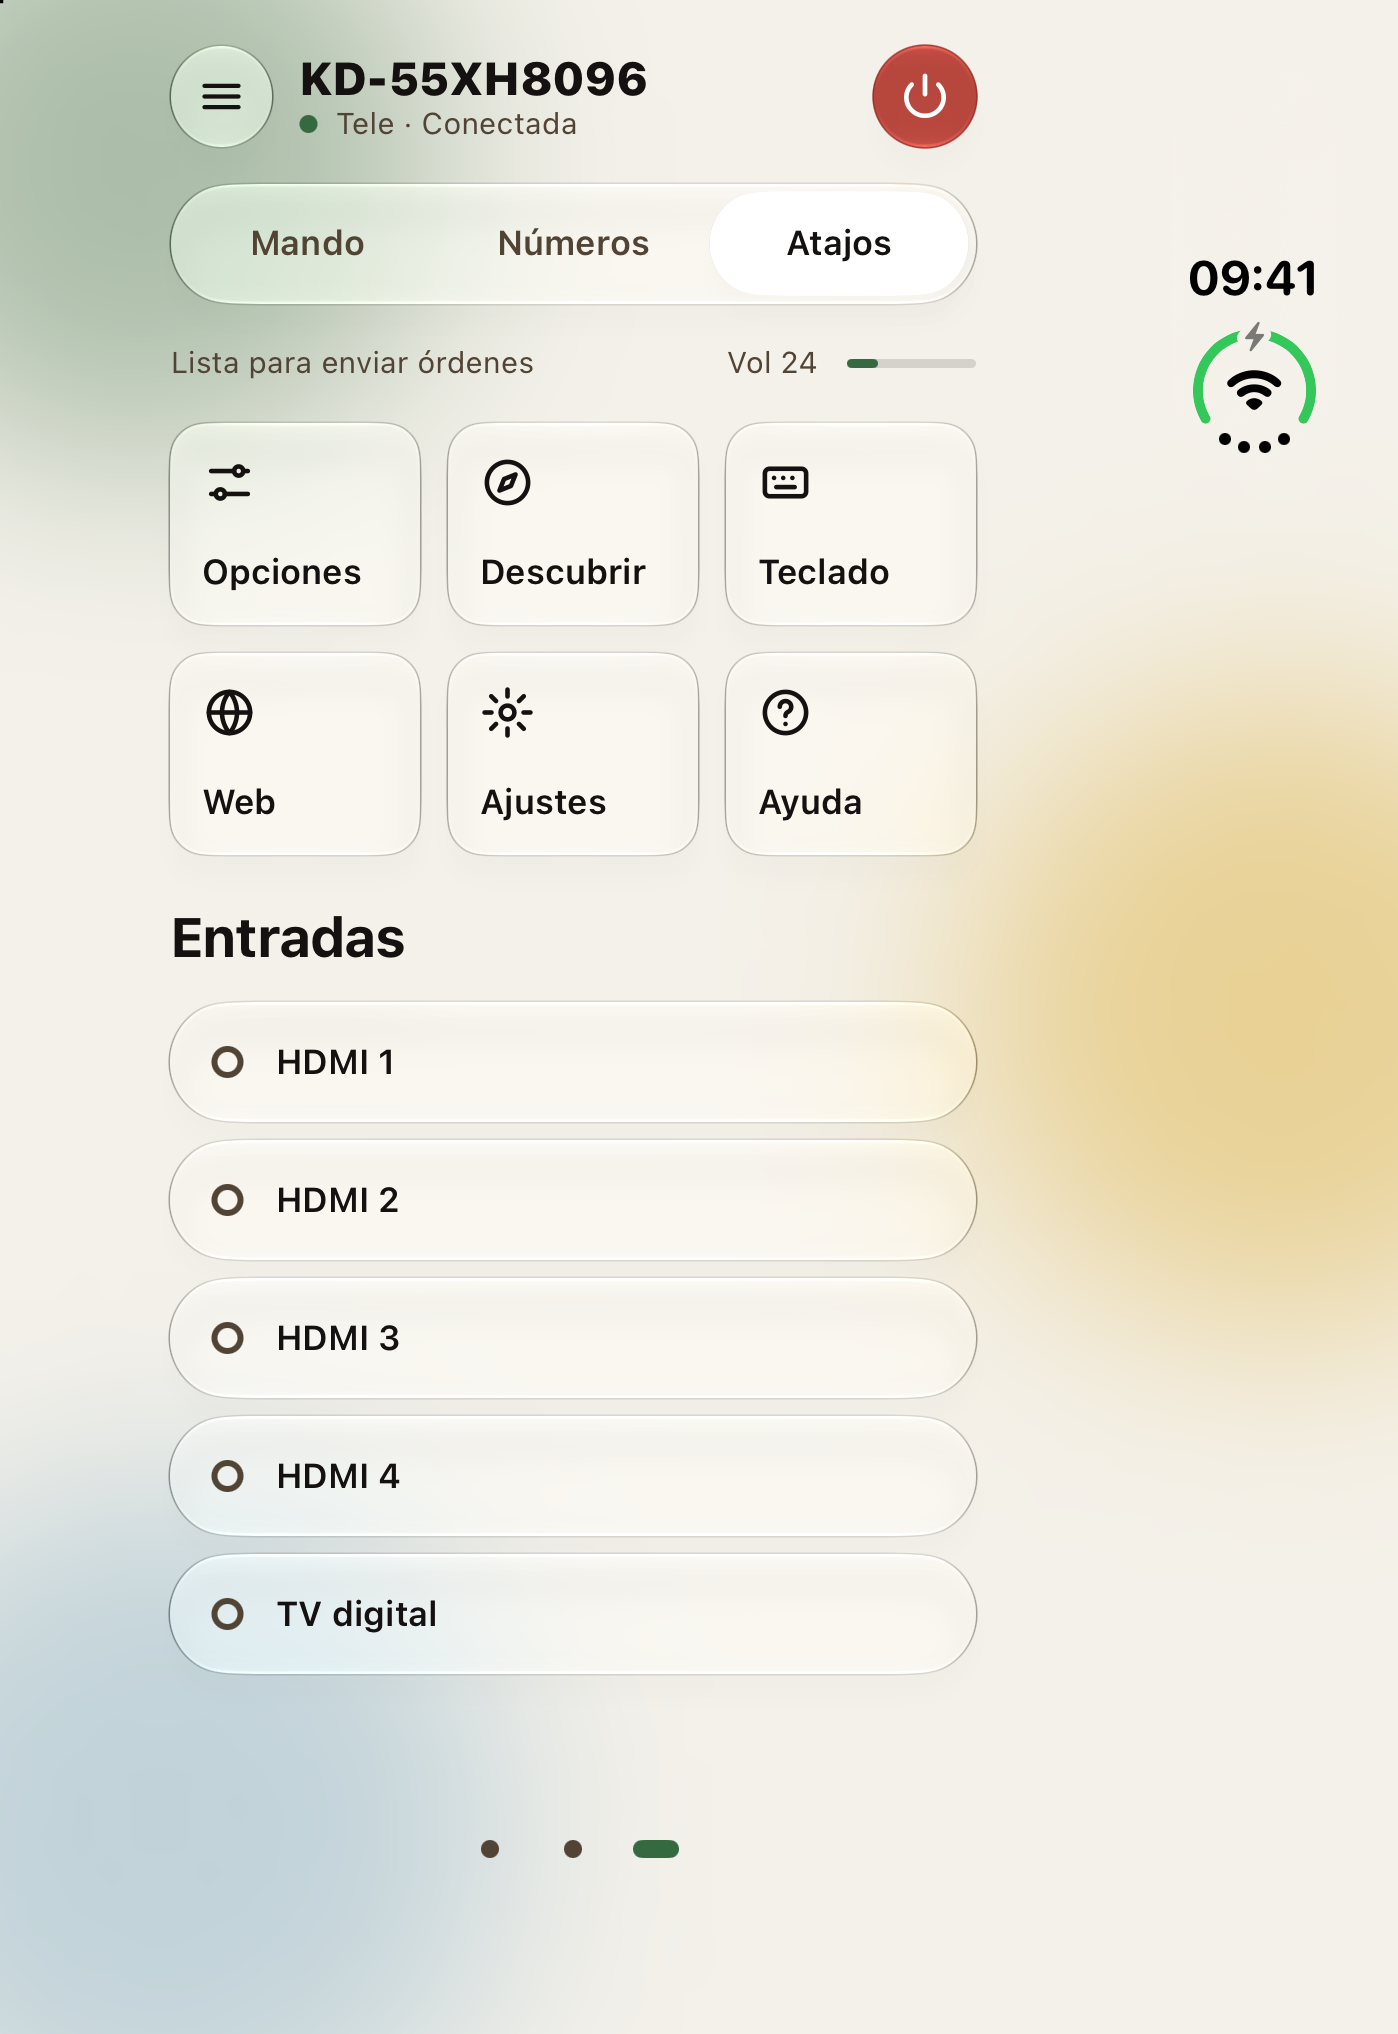 KD-55XH8096
Tele · Conectada
Mando
Números
Atajos
09:41
Lista para enviar órdenes
Vol 24
Opciones
Descubrir
Teclado
Web
Ajustes
Ayuda
Entradas
HDMI 1
HDMI 2
HDMI 3
HDMI 4
TV digital